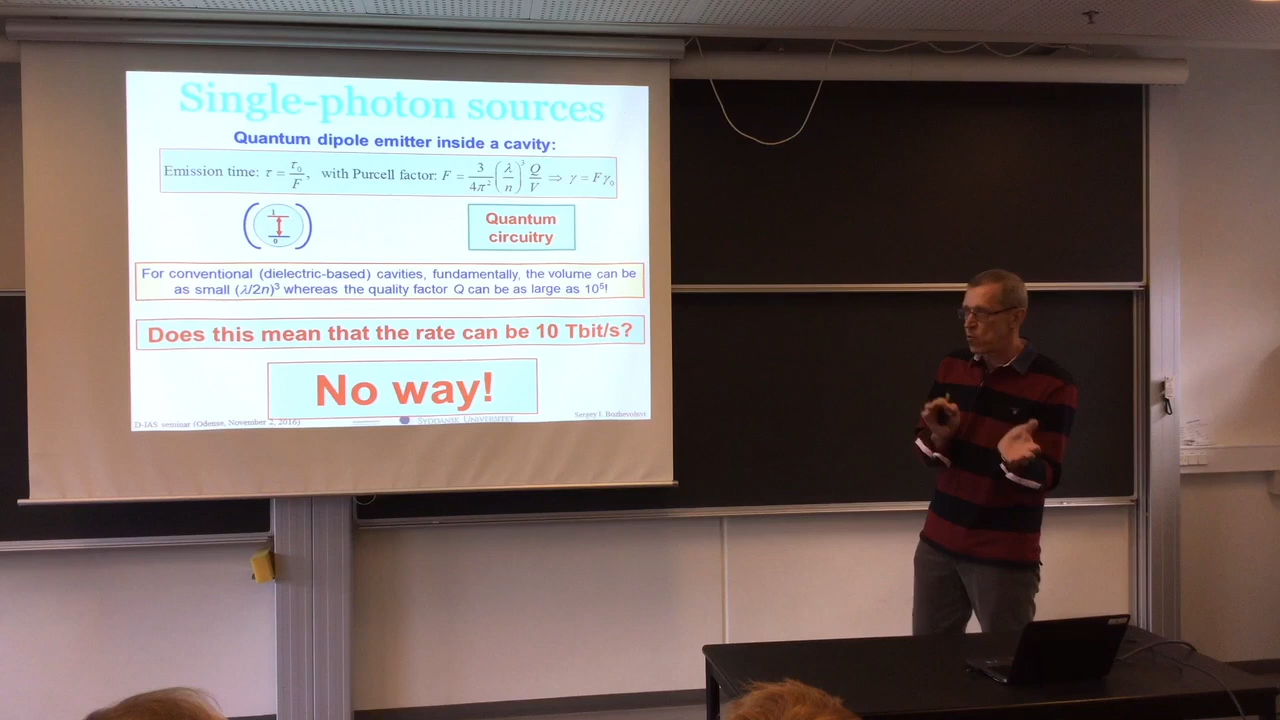 Single-photon sources
Quantum dipole emitter inside a cavity:
Emission time: τ = τ₀/F, with Purcell factor: F = 3/4π² (λ/n)³ Q/V ⇒ γ = Fγ₀
1
0
Quantum
circuitry
For conventional (dielectric-based) cavities, fundamentally, the volume can be
as small (λ/2n)³ whereas the quality factor Q can be as large as 10⁶!
Does this mean that the rate can be 10 Tbit/s?
No way!
D-IAS seminar (Odense, November 2, 2016)
Syddansk Universitet
Sergey I. Bozhevolnyi